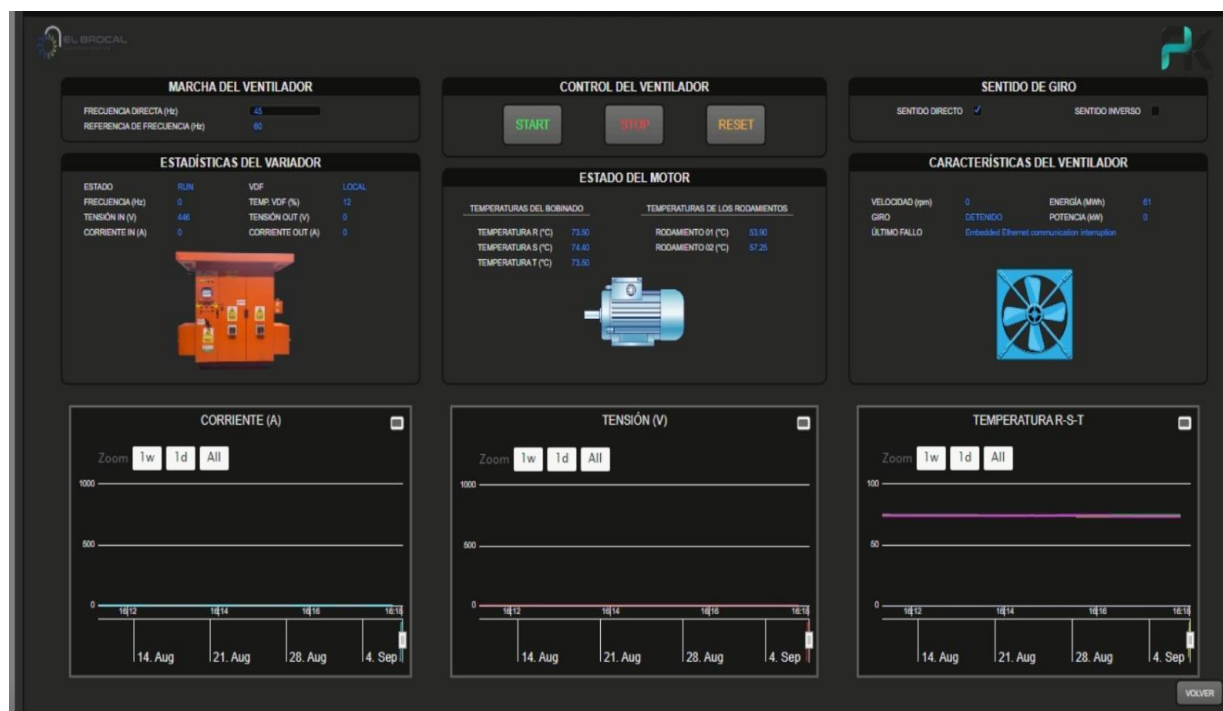 EL BROCAL
MARCHA DEL VENTILADOR
FRECUENCIA DIRECTA (Hz) 45
REFERENCIA DE FRECUENCIA (Hz) 60
CONTROL DEL VENTILADOR
START STOP RESET
SENTIDO DE GIRO
SENTIDO DIRECTO SENTIDO INVERSO
ESTADÍSTICAS DEL VARIADOR
ESTADO RUN VDF LOCAL
FRECUENCIA (Hz) 0 TEMP. VDF (%) 12
TENSIÓN IN (V) 446 TENSIÓN OUT (V) 0
CORRIENTE IN (A) 0 CORRIENTE OUT (A) 0
ESTADO DEL MOTOR
TEMPERATURAS DEL BOBINADO TEMPERATURAS DE LOS RODAMIENTOS
TEMPERATURA R (°C) 73.50 RODAMIENTO 01 (°C) 53.90
TEMPERATURA S (°C) 74.40 RODAMIENTO 02 (°C) 57.25
TEMPERATURA T (°C) 73.50
CARACTERÍSTICAS DEL VENTILADOR
VELOCIDAD (rpm) 0 ENERGÍA (MWh) 61
GIRO DETENIDO POTENCIA (kW) 0
ÚLTIMO FALLO Embedded Ethernet communication interruption
CORRIENTE (A)
Zoom 1w 1d All
1000
500
0
16:12 16:14 16:16 16:18
14. Aug 21. Aug 28. Aug 4. Sep
TENSIÓN (V)
Zoom 1w 1d All
1000
500
0
16:12 16:14 16:16 16:18
14. Aug 21. Aug 28. Aug 4. Sep
TEMPERATURA R-S-T
Zoom 1w 1d All
100
50
0
16:12 16:14 16:16 16:18
14. Aug 21. Aug 28. Aug 4. Sep
VOLVER